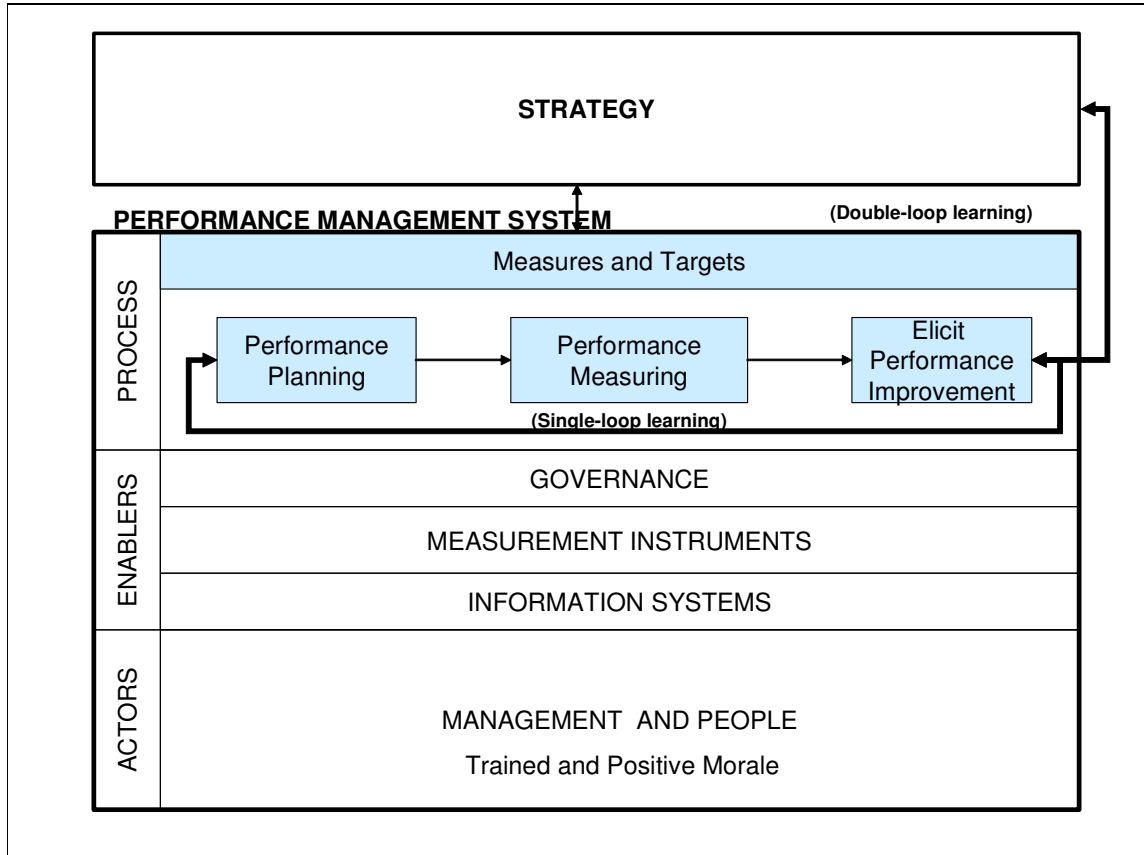 STRATEGY
(Double-loop learning)
PERFORMANCE MANAGEMENT SYSTEM
PROCESS
Measures and Targets
Performance
Planning
Performance
Measuring
Elicit
Performance
Improvement
(Single-loop learning)
ENABLERS
GOVERNANCE
MEASUREMENT INSTRUMENTS
INFORMATION SYSTEMS
ACTORS
MANAGEMENT AND PEOPLE
Trained and Positive Morale